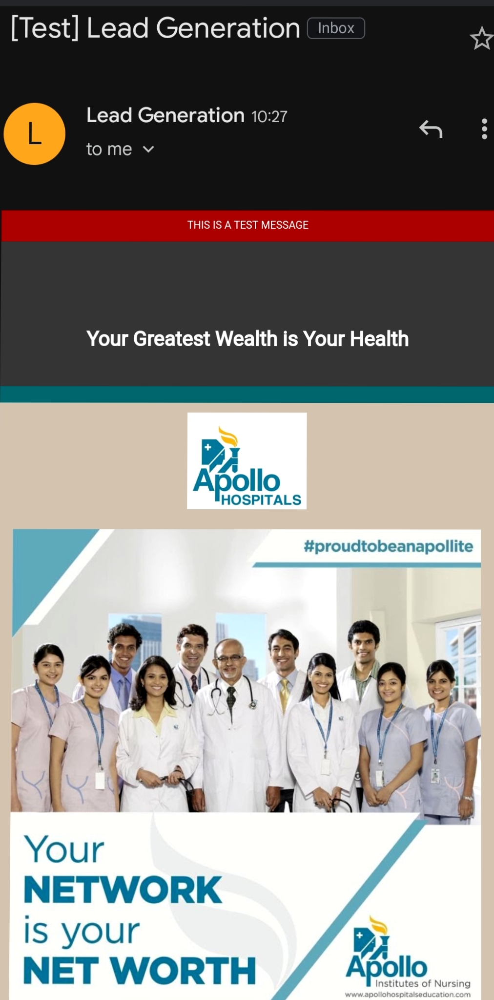 [Test] Lead Generation Inbox
L
Lead Generation 10:27
to me
THIS IS A TEST MESSAGE
Your Greatest Wealth is Your Health
Apollo
HOSPITALS
#proudtobeanapollite
Your
NETWORK
is your
NET WORTH
Apollo
Institutes of Nursing
www.apollohospitalseducation.com